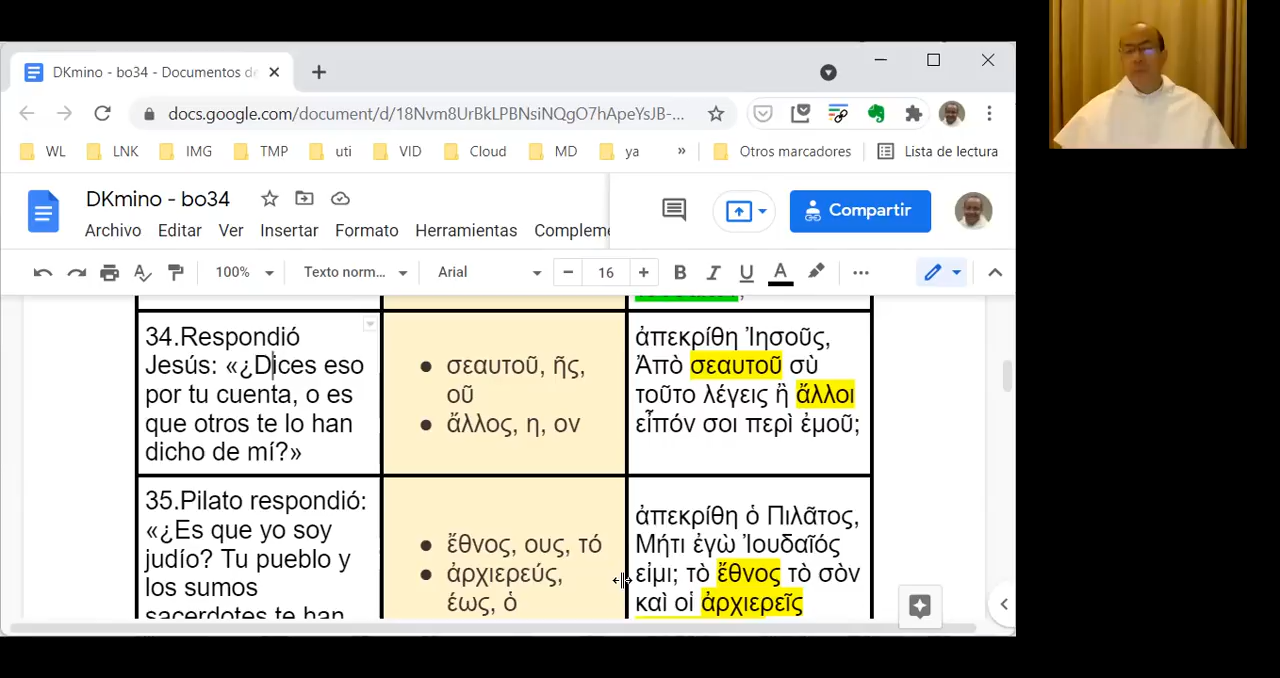 DKmino - bo34 - Documentos de
docs.google.com/document/d/18Nvm8UrBkLPBNsiNQgO7hApeYsJB-...
WL LNK IMG TMP uti VID Cloud MD ya » Otros marcadores Lista de lectura
DKmino - bo34
Compartir
Archivo Editar Ver Insertar Formato Herramientas Compleme
100% Texto norm... Arial 16 B I U A
34.Respondió
Jesús: «¿Dices eso
por tu cuenta, o es
que otros te lo han
dicho de mí?»
● σεαυτοῦ, ῆς,
οῦ
● ἄλλος, η, ον
ἀπεκρίθη Ἰησοῦς,
Ἀπὸ σεαυτοῦ σὺ
τοῦτο λέγεις ἢ ἄλλοι
εἶπόν σοι περὶ ἐμοῦ;
35.Pilato respondió:
«¿Es que yo soy
judío? Tu pueblo y
los sumos
sacerdotes te han
● ἔθνος, ους, τό
● ἀρχιερεύς,
έως, ὁ
ἀπεκρίθη ὁ Πιλᾶτος,
Μήτι ἐγὼ Ἰουδαῖός
εἰμι; τὸ ἔθνος τὸ σὸν
καὶ οἱ ἀρχιερεῖς